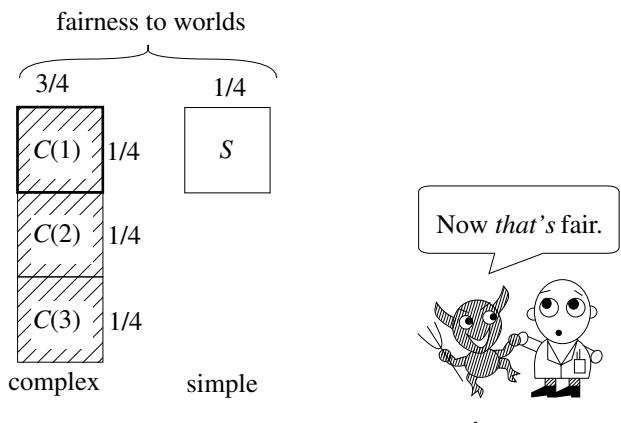 fairness to worlds
3/4 1/4
C(1) 1/4 S
C(2) 1/4
Now that's fair.
C(3) 1/4
complex simple